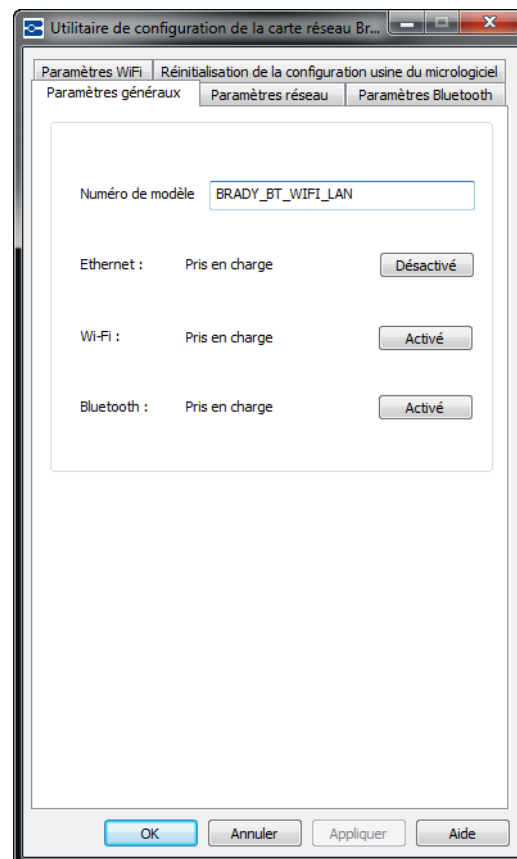 Utilitaire de configuration de la carte réseau Br...
Paramètres WiFi Réinitialisation de la configuration usine du micrologiciel
Paramètres généraux Paramètres réseau Paramètres Bluetooth
Numéro de modèle BRADY_BT_WIFI_LAN
Ethernet : Pris en charge Désactivé
Wi-Fi : Pris en charge Activé
Bluetooth : Pris en charge Activé
OK Annuler Appliquer Aide